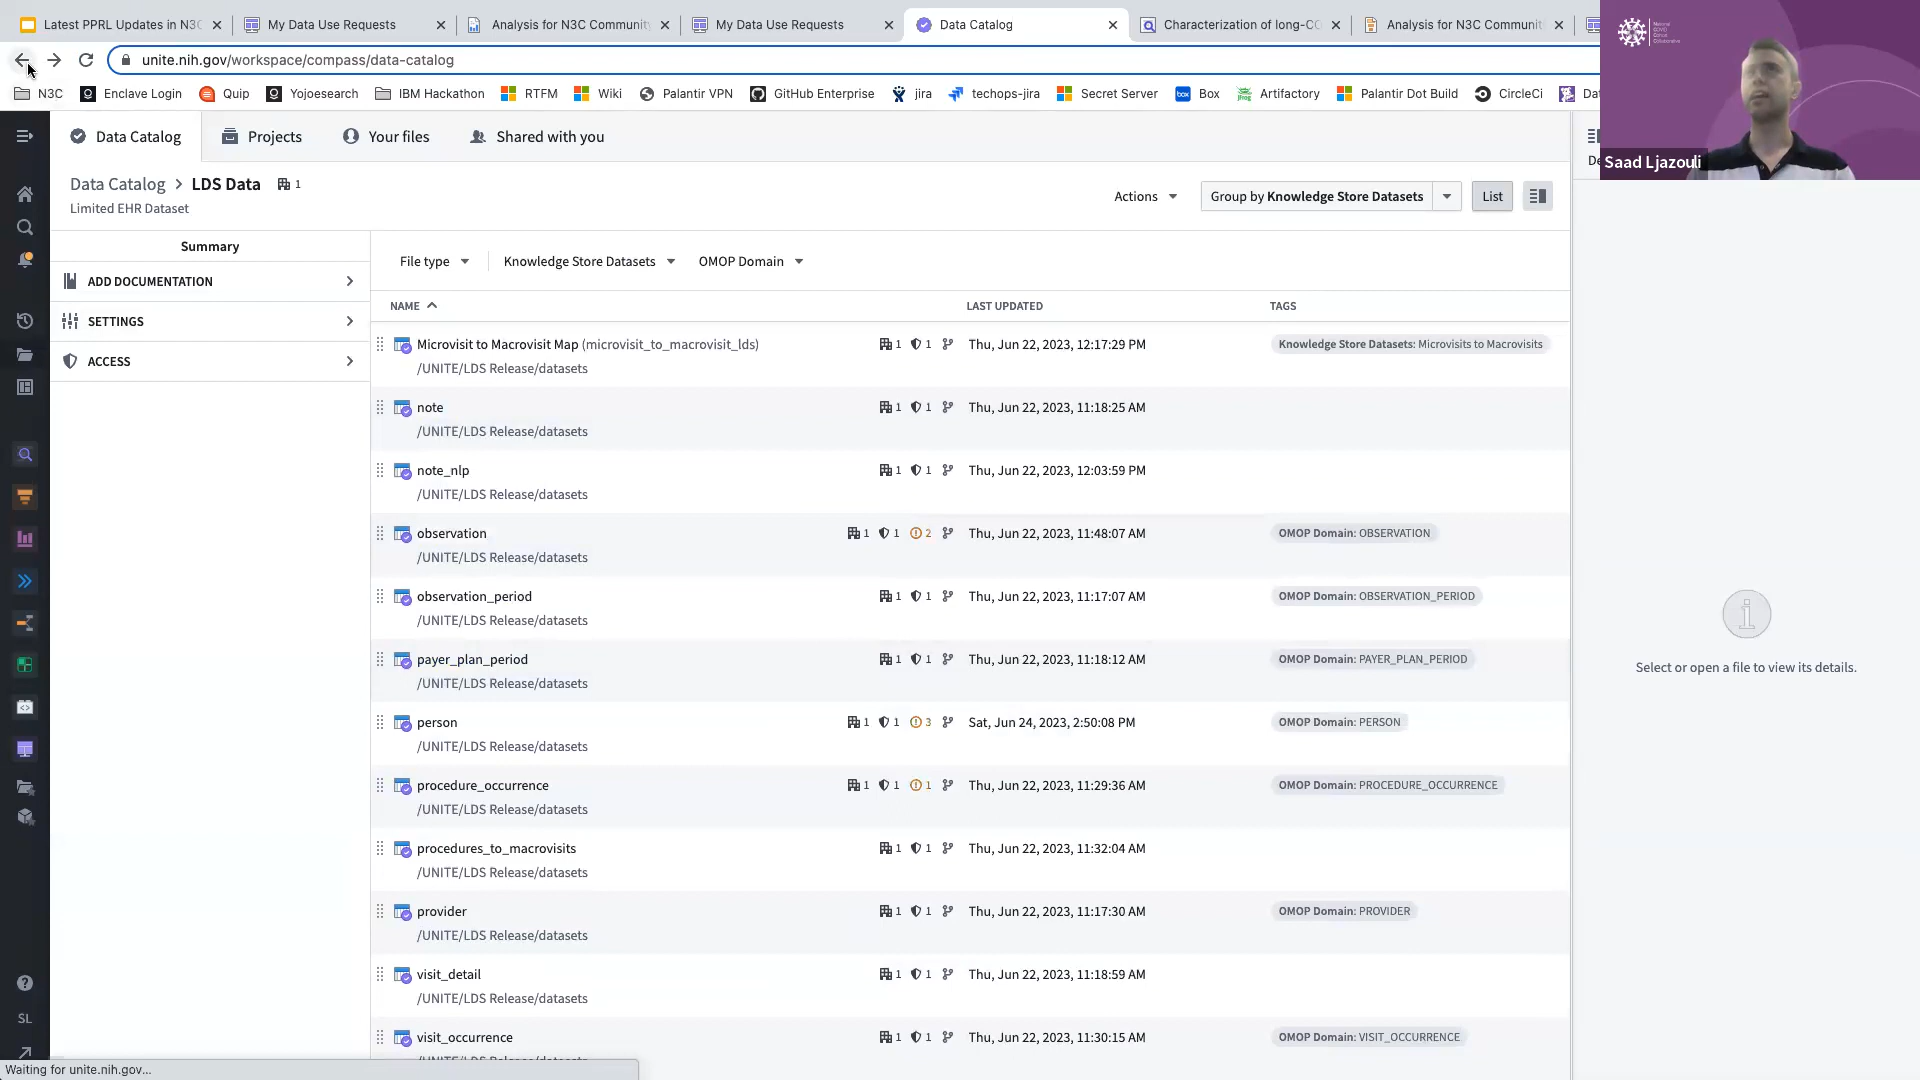 Latest PPRL Updates in N3C
My Data Use Requests
Analysis for N3C Community
My Data Use Requests
Data Catalog
Characterization of long-CO
Analysis for N3C Communit
unite.nih.gov/workspace/compass/data-catalog
N3C
Enclave Login
Quip
Yojoesearch
IBM Hackathon
RTFM
Wiki
Palantir VPN
GitHub Enterprise
jira
techops-jira
Secret Server
Box
Artifactory
Palantir Dot Build
CircleCi
Saad Ljazouli
Data Catalog
Projects
Your files
Shared with you
Data Catalog > LDS Data 1
Limited EHR Dataset
Actions
Group by Knowledge Store Datasets
List
Summary
ADD DOCUMENTATION
SETTINGS
ACCESS
File type
Knowledge Store Datasets
OMOP Domain
NAME LAST UPDATED TAGS
Microvisit to Macrovisit Map (microvisit_to_macrovisit_lds) 1 1 Thu, Jun 22, 2023, 12:17:29 PM Knowledge Store Datasets: Microvisits to Macrovisits
/UNITE/LDS Release/datasets
note 1 1 Thu, Jun 22, 2023, 11:18:25 AM
/UNITE/LDS Release/datasets
note_nlp 1 1 Thu, Jun 22, 2023, 12:03:59 PM
/UNITE/LDS Release/datasets
observation 1 1 2 Thu, Jun 22, 2023, 11:48:07 AM OMOP Domain: OBSERVATION
/UNITE/LDS Release/datasets
observation_period 1 1 Thu, Jun 22, 2023, 11:17:07 AM OMOP Domain: OBSERVATION_PERIOD
/UNITE/LDS Release/datasets
payer_plan_period 1 1 Thu, Jun 22, 2023, 11:18:12 AM OMOP Domain: PAYER_PLAN_PERIOD
/UNITE/LDS Release/datasets
person 1 1 3 Sat, Jun 24, 2023, 2:50:08 PM OMOP Domain: PERSON
/UNITE/LDS Release/datasets
procedure_occurrence 1 1 1 Thu, Jun 22, 2023, 11:29:36 AM OMOP Domain: PROCEDURE_OCCURRENCE
/UNITE/LDS Release/datasets
procedures_to_macrovisits 1 1 Thu, Jun 22, 2023, 11:32:04 AM
/UNITE/LDS Release/datasets
provider 1 1 Thu, Jun 22, 2023, 11:17:30 AM OMOP Domain: PROVIDER
/UNITE/LDS Release/datasets
visit_detail 1 1 Thu, Jun 22, 2023, 11:18:59 AM
/UNITE/LDS Release/datasets
visit_occurrence 1 1 Thu, Jun 22, 2023, 11:30:15 AM OMOP Domain: VISIT_OCCURRENCE
Select or open a file to view its details.
SL
Waiting for unite.nih.gov...